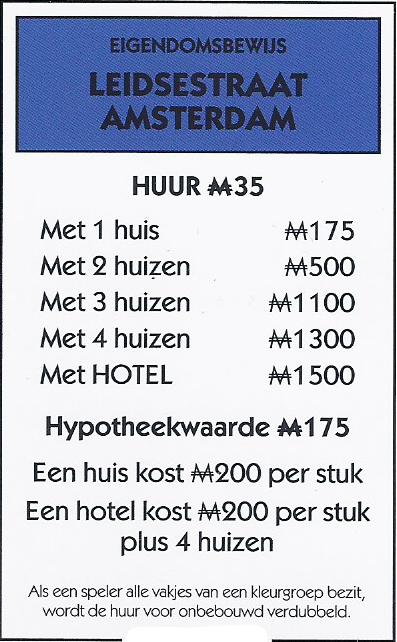 EIGENDOMSBEWIJS
LEIDSESTRAAT
AMSTERDAM
HUUR ₩35
Met 1 huis ₩175
Met 2 huizen ₩500
Met 3 huizen ₩1100
Met 4 huizen ₩1300
Met HOTEL ₩1500
Hypotheekwaarde ₩175
Een huis kost ₩200 per stuk
Een hotel kost ₩200 per stuk
plus 4 huizen
Als een speler alle vakjes van een kleurgroep bezit,
wordt de huur voor onbebouwd verdubbeld.